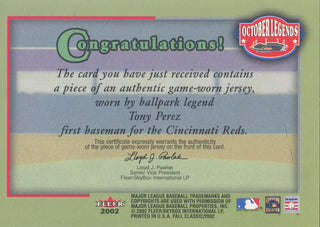 OCTOBER LEGENDS
Congratulations!
The card you have just received contains
a piece of an authentic game-worn jersey,
worn by ballpark legend
Tony Perez
first baseman for the Cincinnati Reds.
This certificate expressly warrants the authenticity
of the piece of game-worn jersey on the front of this card.
Lloyd J. Pawlak
Lloyd J. Pawlak
Senior Vice President
Fleer/SkyBox International LP
FLEER
2002
MAJOR LEAGUE BASEBALL TRADEMARKS AND
COPYRIGHTS ARE USED WITH PERMISSION OF
MAJOR LEAGUE BASEBALL PROPERTIES, INC.
© 2002 FLEER/SKYBOX INTERNATIONAL LP.
PRINTED IN U.S.A. FALL CLASSIC/2002